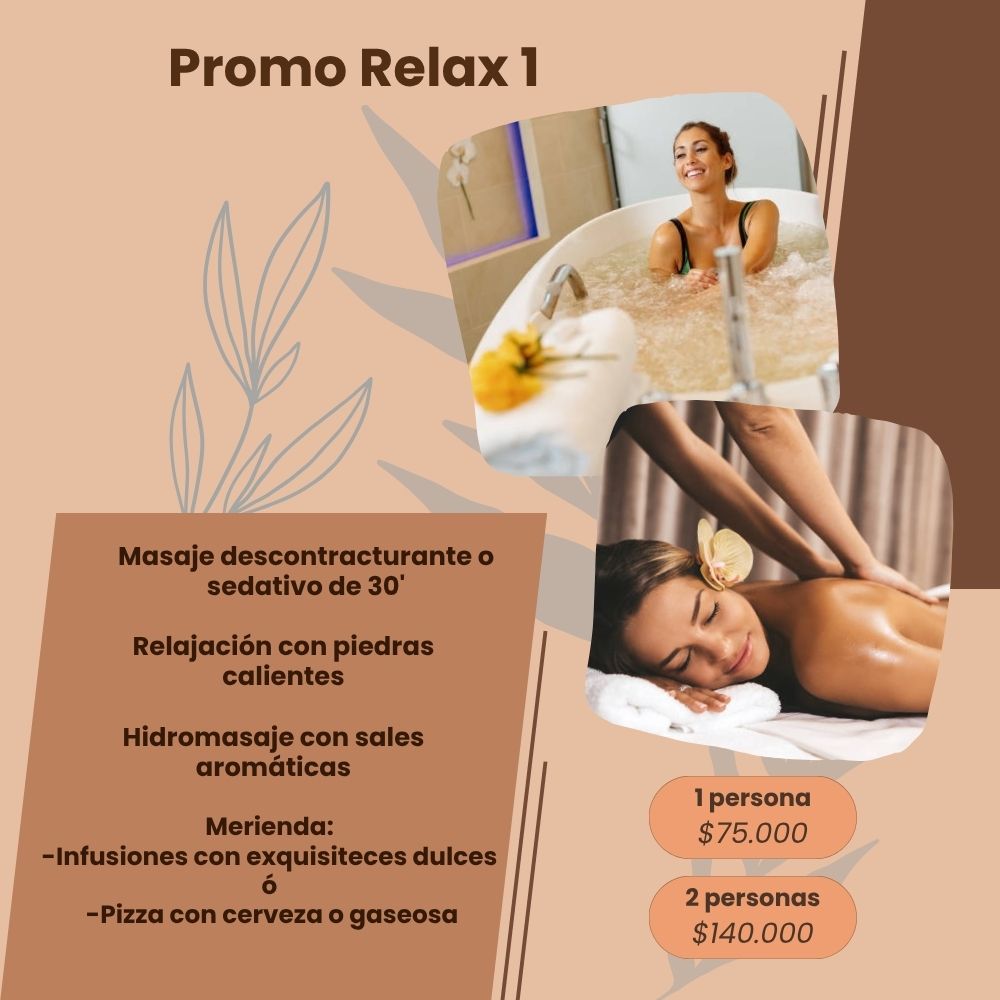 Promo Relax 1
Masaje descontracturante o
sedativo de 30'
Relajación con piedras
calientes
Hidromasaje con sales
aromáticas
Merienda:
-Infusiones con exquisiteces dulces
ó
-Pizza con cerveza o gaseosa
1 persona
$75.000
2 personas
$140.000